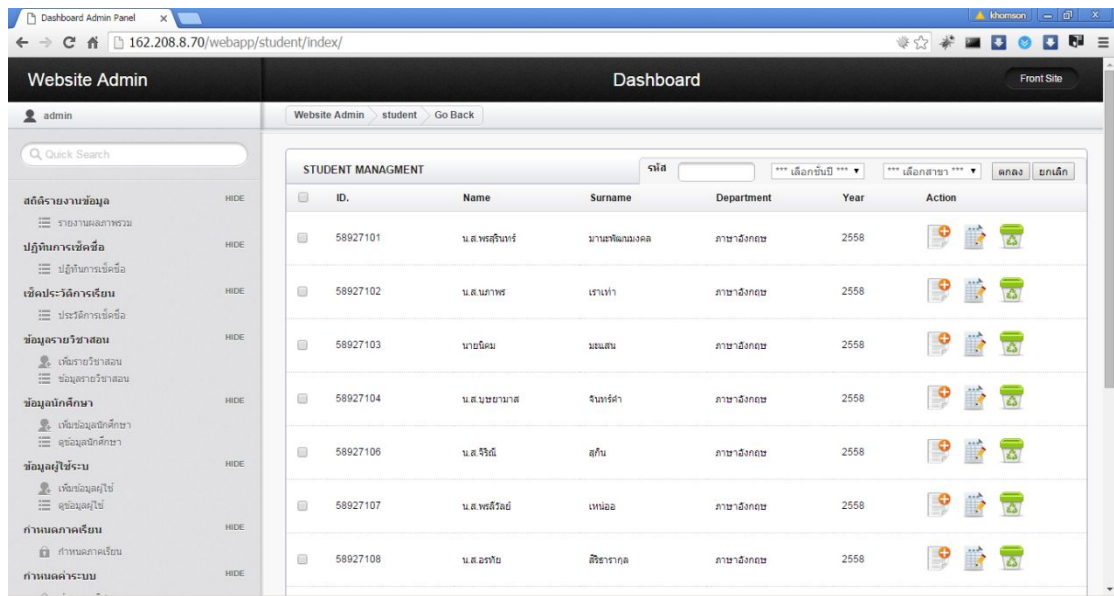 Dashboard Admin Panel
khomson
162.208.8.70/webapp/student/index/
Website Admin
Dashboard
Front Site
admin
Website Admin student Go Back
Quick Search
STUDENT MANAGMENT รหัส *** เลือกชั้นปี *** *** เลือกสาขา *** ตกลง ยกเลิก
ID. Name Surname Department Year Action
58927101 น.ส.พรสุรินทร์ มานะพัฒนมงคล ภาษาอังกฤษ 2558
58927102 น.ส.นภาพร เราเท่า ภาษาอังกฤษ 2558
58927103 นายนิคม มะแสน ภาษาอังกฤษ 2558
58927104 น.ส.บุษยามาส จันทร์คำ ภาษาอังกฤษ 2558
58927106 น.ส.จิริณี สุกิน ภาษาอังกฤษ 2558
58927107 น.ส.พรลีวัลย์ เหน่ออ ภาษาอังกฤษ 2558
58927108 น.ส.อรทัย สิริธารากุล ภาษาอังกฤษ 2558
สถิติรายงานข้อมูล HIDE
รายงานผลภาพรวม
ปฏิทินการเช็คชื่อ HIDE
ปฏิทินการเช็คชื่อ
เช็คประวัติการเรียน HIDE
ประวัติการเช็คชื่อ
ข้อมูลรายวิชาสอน HIDE
เพิ่มรายวิชาสอน
ข้อมูลรายวิชาสอน
ข้อมูลนักศึกษา HIDE
เพิ่มข้อมูลนักศึกษา
ดูข้อมูลนักศึกษา
ข้อมูลผู้ใช้ระบบ HIDE
เพิ่มข้อมูลผู้ใช้
ดูข้อมูลผู้ใช้
กำหนดภาคเรียน HIDE
กำหนดภาคเรียน
กำหนดค่าระบบ HIDE